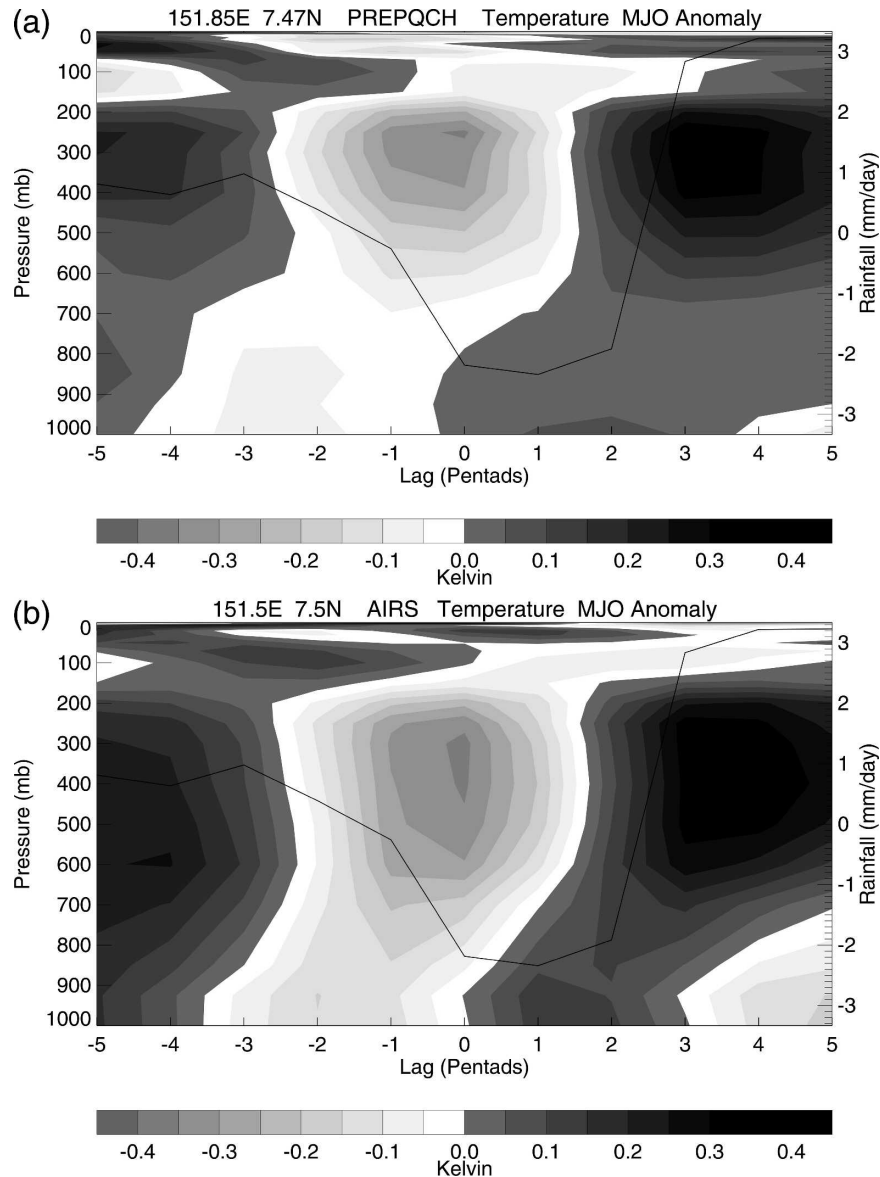 (a)
151.85E 7.47N PREPQCH Temperature MJO Anomaly
Pressure (mb)
0
100
200
300
400
500
600
700
800
900
1000
Rainfall (mm/day)
3
2
1
0
-1
-2
-3
-5 -4 -3 -2 -1 0 1 2 3 4 5
Lag (Pentads)
-0.4 -0.3 -0.2 -0.1 0.0 0.1 0.2 0.3 0.4
Kelvin
(b)
151.5E 7.5N AIRS Temperature MJO Anomaly
Pressure (mb)
0
100
200
300
400
500
600
700
800
900
1000
Rainfall (mm/day)
3
2
1
0
-1
-2
-3
-5 -4 -3 -2 -1 0 1 2 3 4 5
Lag (Pentads)
-0.4 -0.3 -0.2 -0.1 0.0 0.1 0.2 0.3 0.4
Kelvin